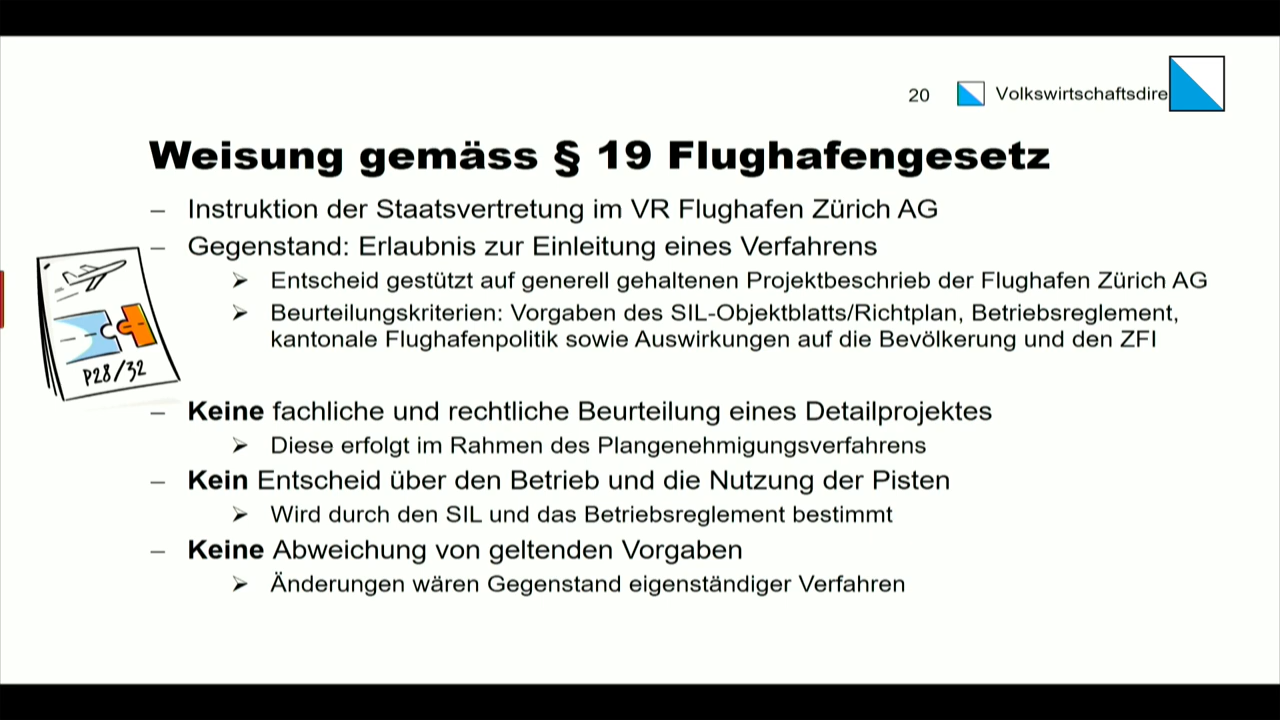 20 Volkswirtschaftsdire
Weisung gemäss § 19 Flughafengesetz
– Instruktion der Staatsvertretung im VR Flughafen Zürich AG
– Gegenstand: Erlaubnis zur Einleitung eines Verfahrens
➢ Entscheid gestützt auf generell gehaltenen Projektbeschrieb der Flughafen Zürich AG
➢ Beurteilungskriterien: Vorgaben des SIL-Objektblatts/Richtplan, Betriebsreglement,
kantonale Flughafenpolitik sowie Auswirkungen auf die Bevölkerung und den ZFI
P28/32
– Keine fachliche und rechtliche Beurteilung eines Detailprojektes
➢ Diese erfolgt im Rahmen des Plangenehmigungsverfahrens
– Kein Entscheid über den Betrieb und die Nutzung der Pisten
➢ Wird durch den SIL und das Betriebsreglement bestimmt
– Keine Abweichung von geltenden Vorgaben
➢ Änderungen wären Gegenstand eigenständiger Verfahren